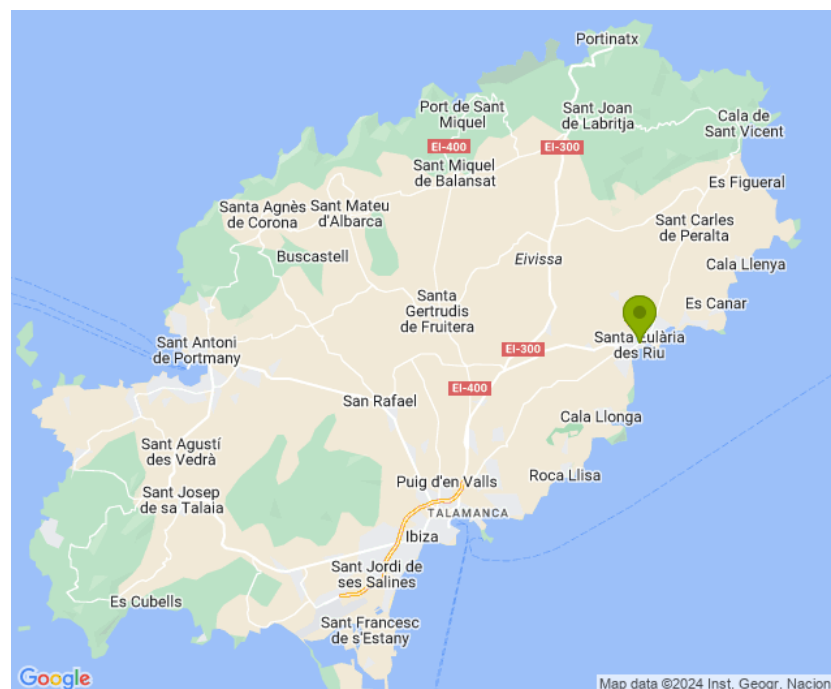 Portinatx
Port de Sant
Miquel
Sant Joan
de Labritja
Cala de
Sant Vicent
EI-400
EI-300
Sant Miquel
de Balansat
Es Figueral
Santa Agnès
de Corona
Sant Mateu
d'Albarca
Sant Carles
de Peralta
Buscastell
Eivissa
Cala Llenya
Santa
Gertrudis
de Fruitera
Es Canar
Sant Antoni
de Portmany
Santa Eulària
des Riu
EI-300
EI-400
San Rafael
Cala Llonga
Sant Agustí
des Vedrà
Roca Llisa
Puig d'en Valls
Sant Josep
de sa Talaia
TALAMANCA
Ibiza
Sant Jordi de
ses Salines
Es Cubells
Sant Francesc
de s'Estany
Google
Map data ©2024 Inst. Geogr. Nacion